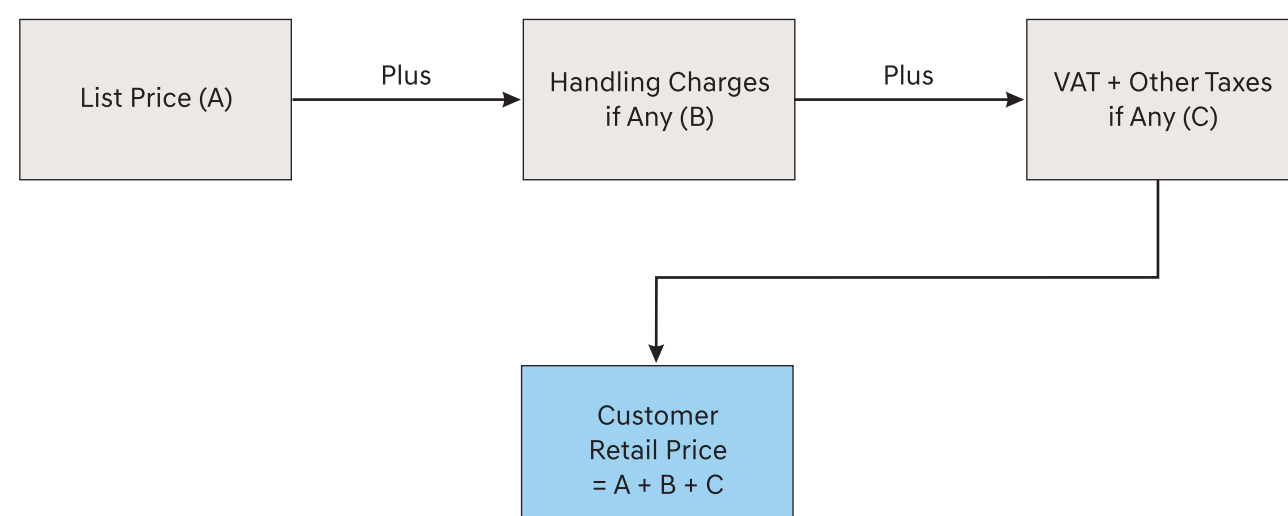 List Price (A)
Plus
Handling Charges
if Any (B)
Plus
VAT + Other Taxes
if Any (C)
Customer
Retail Price
= A + B + C